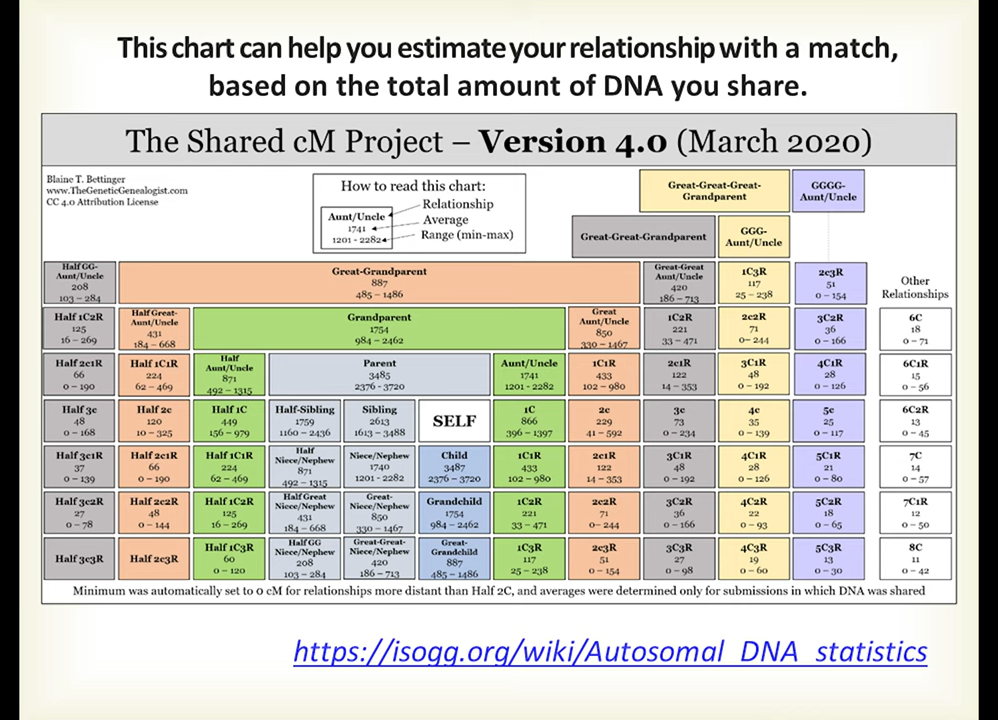 This chart can help you estimate your relationship with a match,
based on the total amount of DNA you share.
The Shared cM Project – Version 4.0 (March 2020)
Blaine T. Bettinger
www.TheGeneticGenealogist.com
CC 4.0 Attribution License
How to read this chart:
Aunt/Uncle
1741
1201 - 2282
Relationship
Average
Range (min-max)
Great-Great-Great-
Grandparent
GGGG-
Aunt/Uncle
Great-Great-Grandparent
GGG-
Aunt/Uncle
Half GG-
Aunt/Uncle
208
103 – 284
Great-Grandparent
887
485 – 1486
Great-Great
Aunt/Uncle
420
186 – 713
1C3R
117
25 – 238
2c3R
51
0 – 154
Other
Relationships
Half 1C2R
125
16 – 269
Half Great-
Aunt/Uncle
431
184 – 668
Grandparent
1754
984 – 2462
Great
Aunt/Uncle
850
330 – 1467
1C2R
221
33 – 471
2c2R
71
0– 244
3C2R
36
0 – 166
6C
18
0 – 71
Half 2c1R
66
0 – 190
Half 1C1R
224
62 – 469
Half
Aunt/Uncle
871
492 – 1315
Parent
3485
2376 - 3720
Aunt/Uncle
1741
1201 - 2282
1C1R
433
102 – 980
2c1R
122
14 – 353
3C1R
48
0 – 192
4C1R
28
0 – 126
6C1R
15
0 – 56
Half 3c
48
0 – 168
Half 2c
120
10 – 325
Half 1C
449
156 – 979
Half-Sibling
1759
1160 – 2436
Sibling
2613
1613 – 3488
SELF
1C
866
396 – 1397
2c
229
41 – 592
3c
73
0 – 234
4c
35
0 – 139
5c
25
0 – 117
6C2R
13
0 – 45
Half 3c1R
37
0 – 139
Half 2c1R
66
0 – 190
Half 1C1R
224
62 – 469
Half
Niece/Nephew
871
492 – 1315
Niece/Nephew
1740
1201 - 2282
Child
3487
2376 – 3720
1C1R
433
102 – 980
2c1R
122
14 – 353
3C1R
48
0 – 192
4C1R
28
0 – 126
5C1R
21
0 – 80
7C
14
0 – 57
Half 3c2R
27
0 – 78
Half 2c2R
48
0 – 144
Half 1C2R
125
16 – 269
Half Great
Niece/Nephew
431
184 – 668
Great-
Niece/Nephew
850
330 – 1467
Grandchild
1754
984 – 2462
1C2R
221
33 – 471
2c2R
71
0– 244
3C2R
36
0 – 166
4C2R
22
0 – 93
5C2R
18
0 – 65
7C1R
12
0 – 50
Half 3c3R
Half 2c3R
Half 1C3R
60
0 – 120
Half GG
Niece/Nephew
208
103 – 284
Great-Great-
Niece/Nephew
420
186 – 713
Great-
Grandchild
887
485 – 1486
1C3R
117
25 – 238
2c3R
51
0 – 154
3C3R
27
0 – 98
4C3R
19
0 – 60
5C3R
13
0 – 30
8C
11
0 – 42
Minimum was automatically set to 0 cM for relationships more distant than Half 2C, and averages were determined only for submissions in which DNA was shared
https://isogg.org/wiki/Autosomal_DNA_statistics